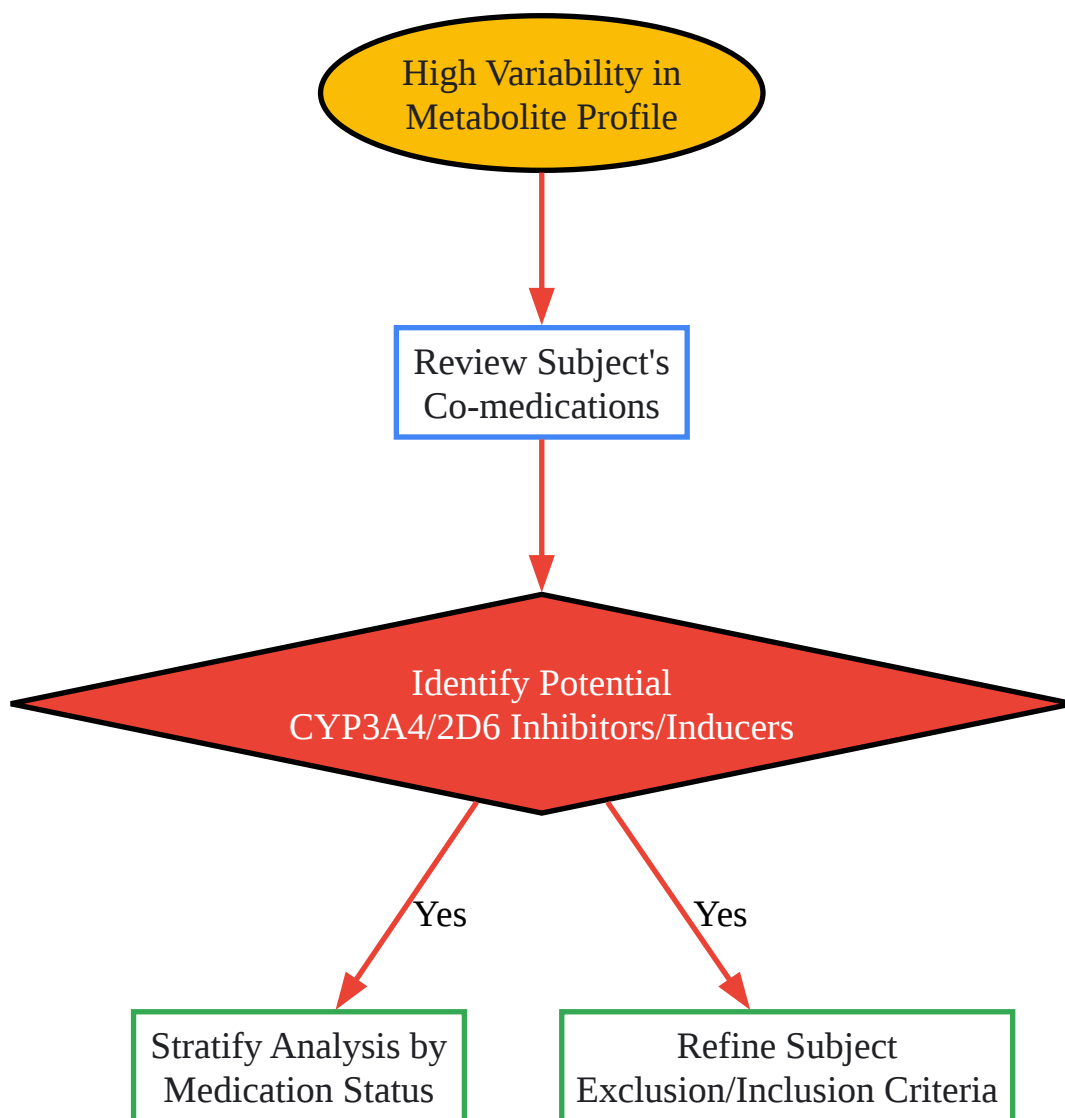 High Variability in
Metabolite Profile
Review Subject's
Co-medications
Identify Potential
CYP3A4/2D6 Inhibitors/Inducers
Yes
Yes
Stratify Analysis by
Medication Status
Refine Subject
Exclusion/Inclusion Criteria